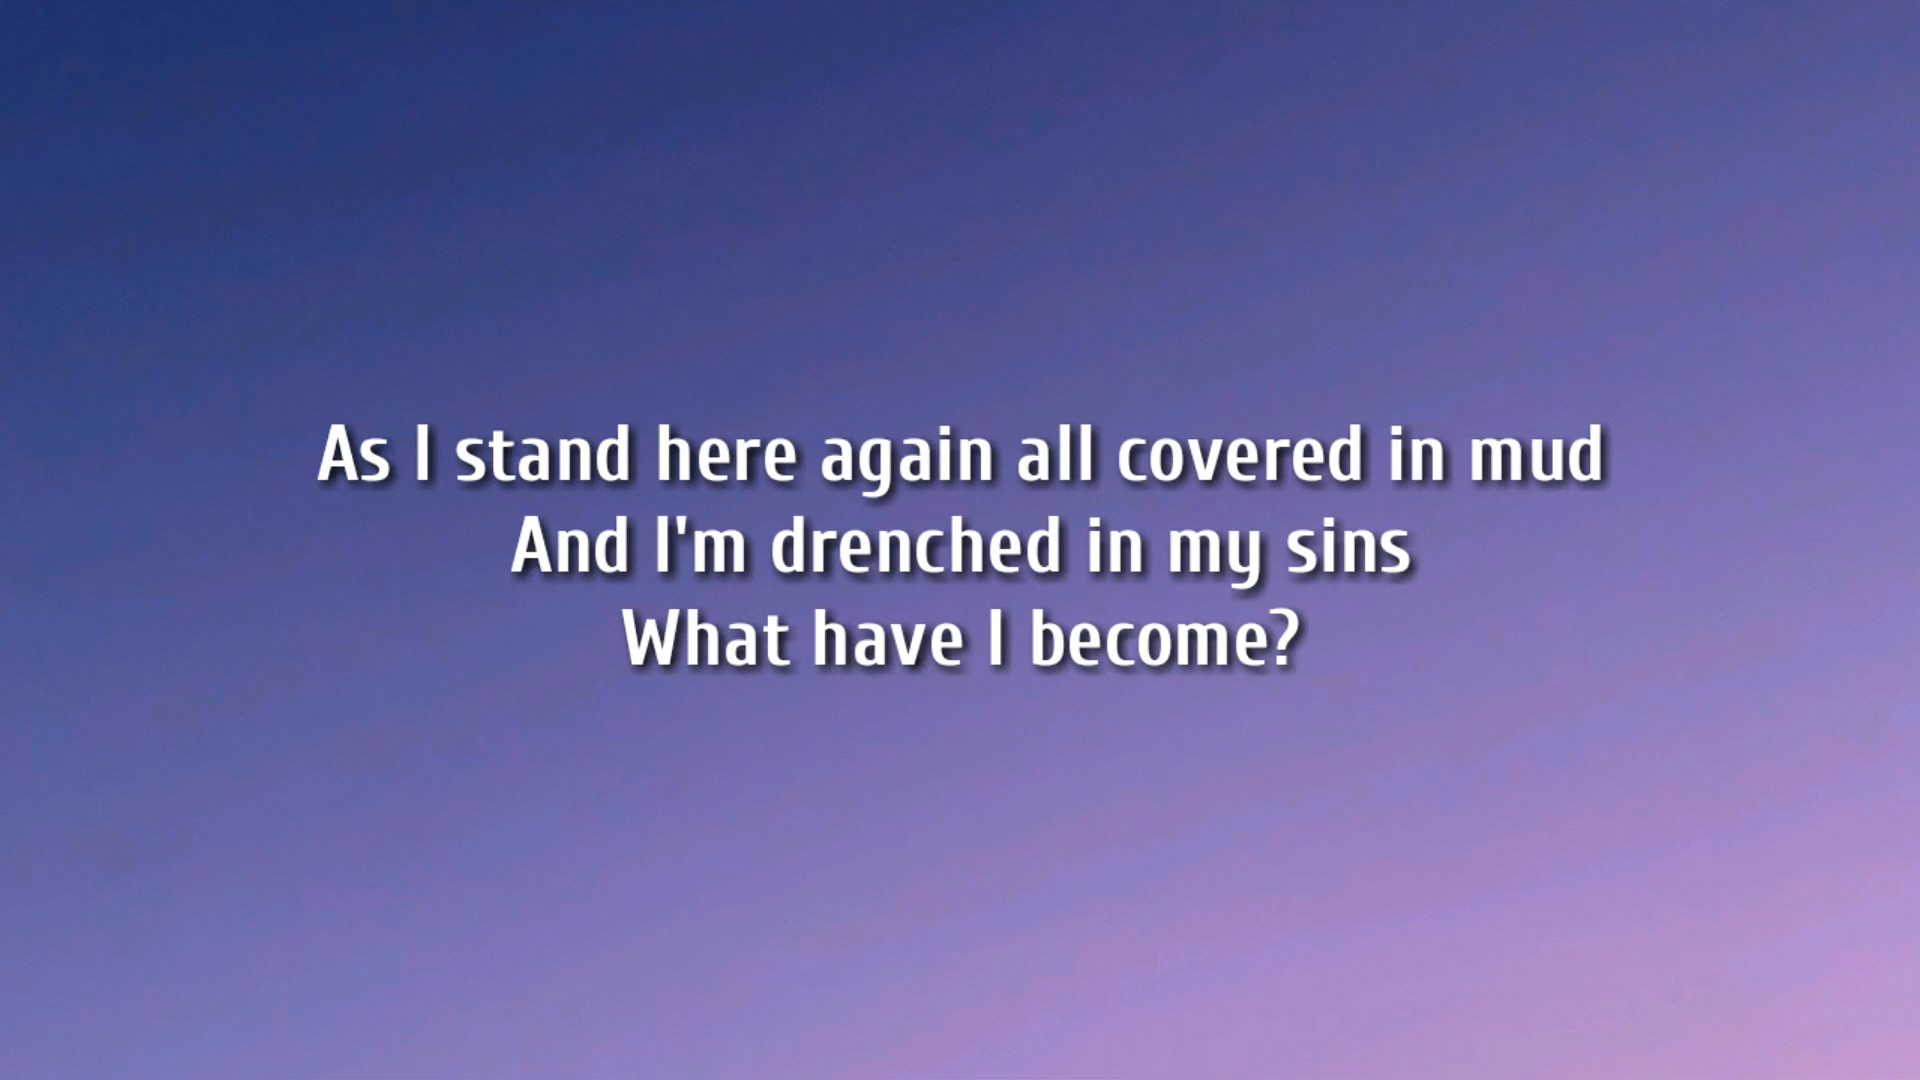 As I stand here again all covered in mud
And I'm drenched in my sins
What have I become?